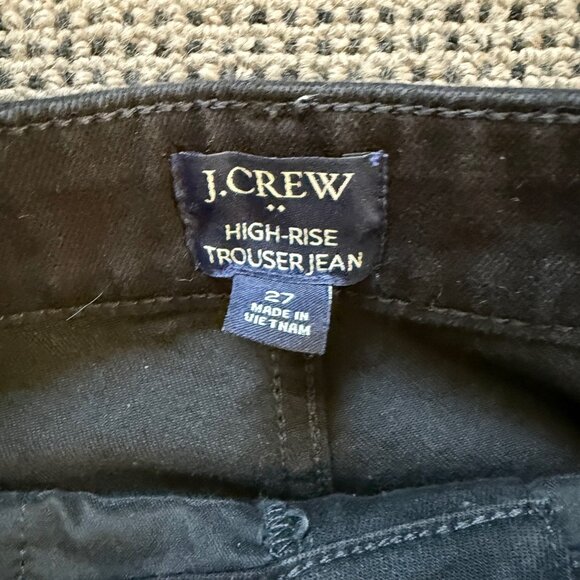 J.CREW
HIGH-RISE
TROUSER JEAN
27
MADE IN
VIETNAM